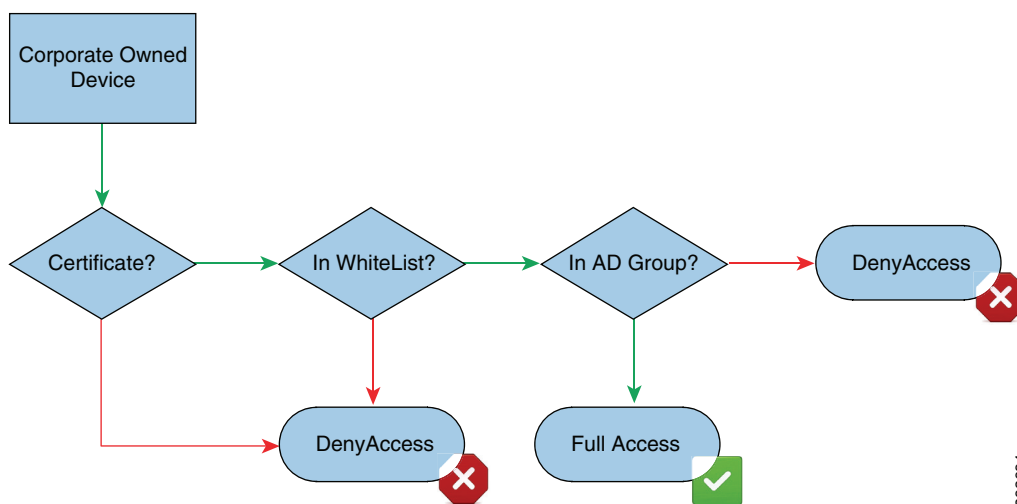 Corporate Owned
Device
Certificate?
In WhiteList?
In AD Group?
DenyAccess
DenyAccess
Full Access